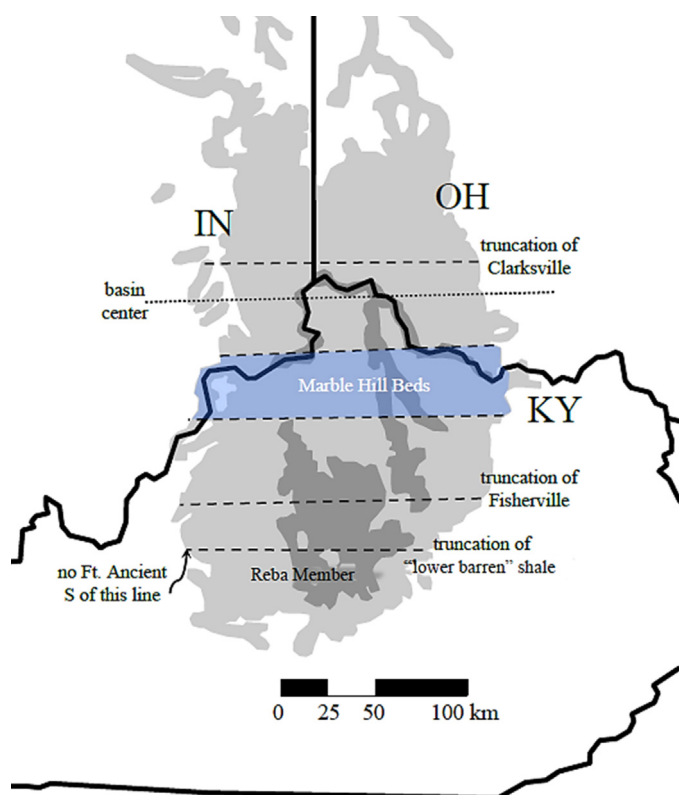 OH
IN
truncation of
Clarksville
basin
center
Marble Hill Beds
KY
truncation of
Fisherville
truncation of
“lower barren” shale
no Ft. Ancient
S of this line
Reba Member
0 25 50 100 km